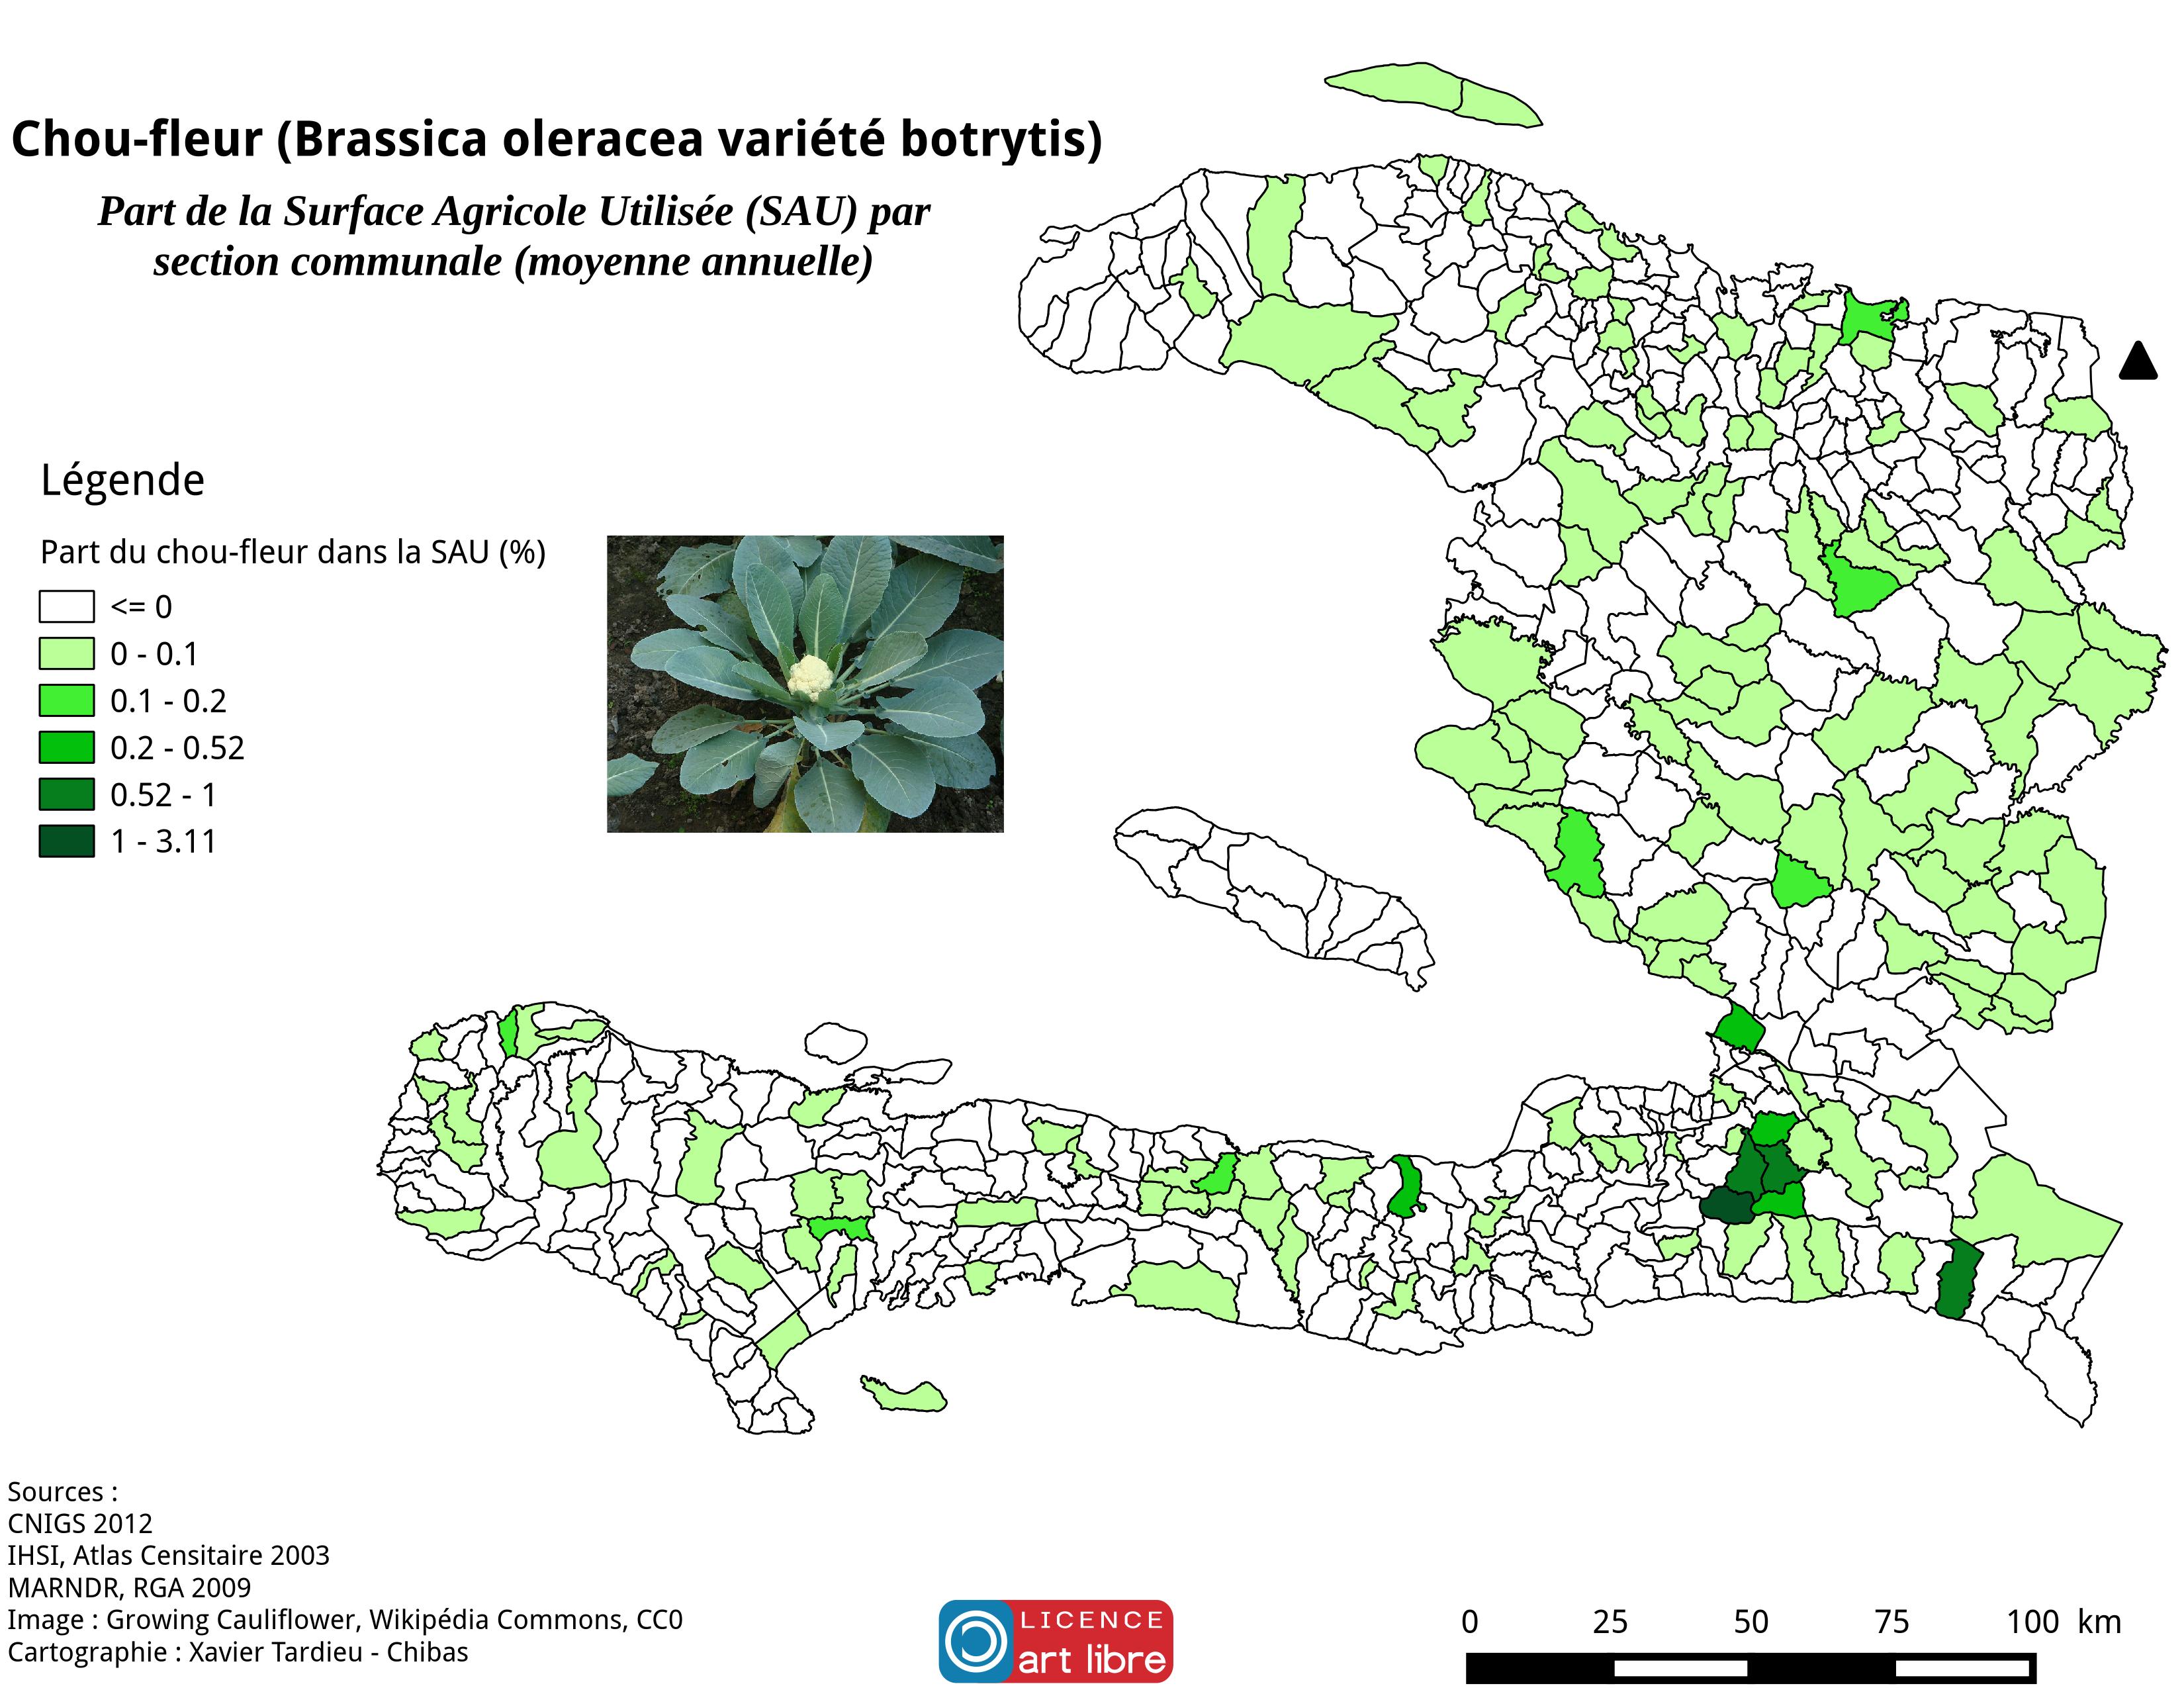 Chou-fleur (Brassica oleracea variété botrytis)
Part de la Surface Agricole Utilisée (SAU) par
section communale (moyenne annuelle)
Légende
Part du chou-fleur dans la SAU (%)
<= 0
0 - 0.1
0.1 - 0.2
0.2 - 0.52
0.52 - 1
1 - 3.11
Sources :
CNIGS 2012
IHSI, Atlas Censitaire 2003
MARNDR, RGA 2009
Image : Growing Cauliflower, Wikipédia Commons, CC0
Cartographie : Xavier Tardieu - Chibas
LICENCE
art libre
0 25 50 75 100 km